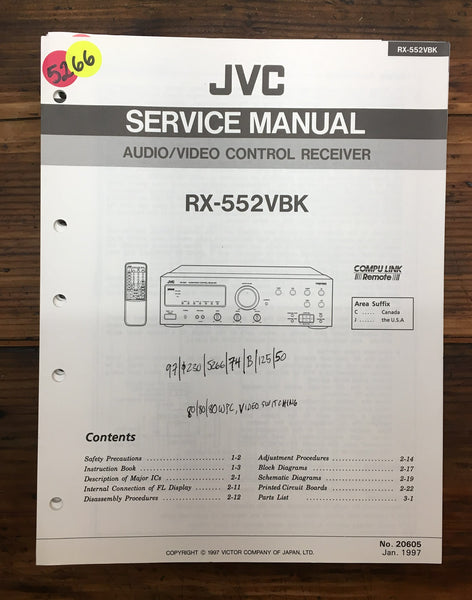 RX-552VBK
5266
JVC
SERVICE MANUAL
AUDIO/VIDEO CONTROL RECEIVER
RX-552VBK
COMPU LINK
Remote
JVC
Area Suffix
C ..... Canada
J ..... the U.S.A
97/$230/5266/74/B/125/50
80/80/80WPC, VIDEO SWITCHING
Contents
Safety Precautions 1-2
Instruction Book 1-3
Description of Major ICs 2-1
Internal Connection of FL Display 2-11
Disassembly Procedures 2-12
Adjustment Procedures 2-14
Block Diagrams 2-17
Schematic Diagrams 2-19
Printed Circuit Boards 2-22
Parts List 3-1
COPYRIGHT © 1997 VICTOR COMPANY OF JAPAN, LTD.
No. 20605
Jan. 1997